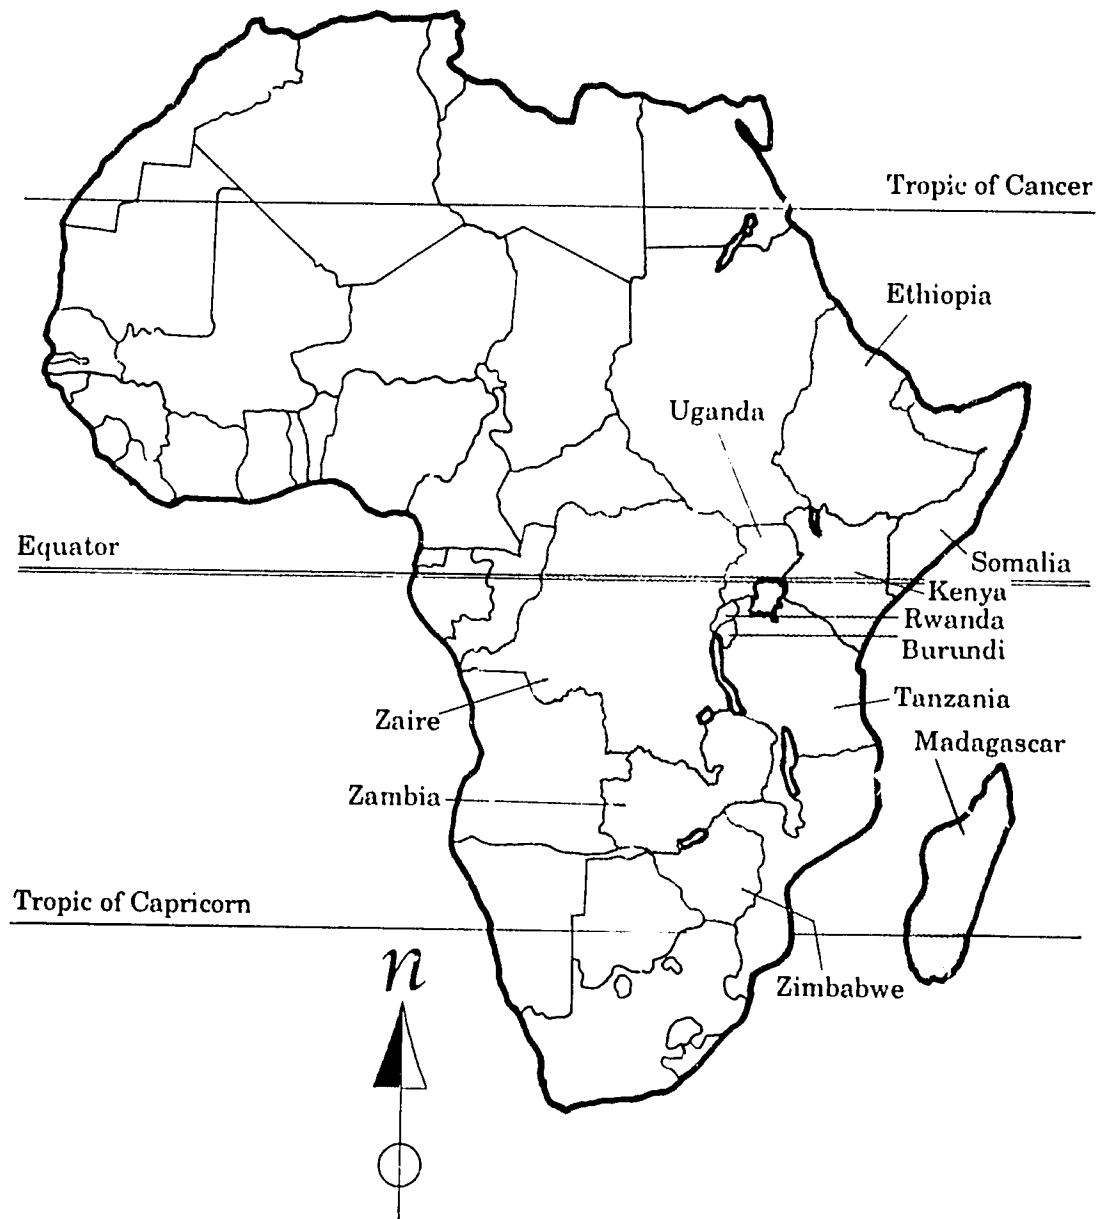 Tropic of Cancer
Ethiopia
Uganda
Equator
Somalia
Kenya
Rwanda
Burundi
Tanzania
Zaire
Madagascar
Zambia
Tropic of Capricorn
n
Zimbabwe